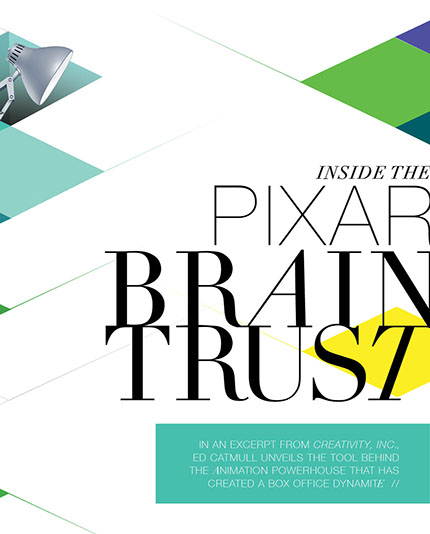 INSIDE THE
PIXAR
BRAIN
TRUST
IN AN EXCERPT FROM CREATIVITY, INC.,
ED CATMULL UNVEILS THE TOOL BEHIND
THE ANIMATION POWERHOUSE THAT HAS
CREATED A BOX OFFICE DYNAMITE //